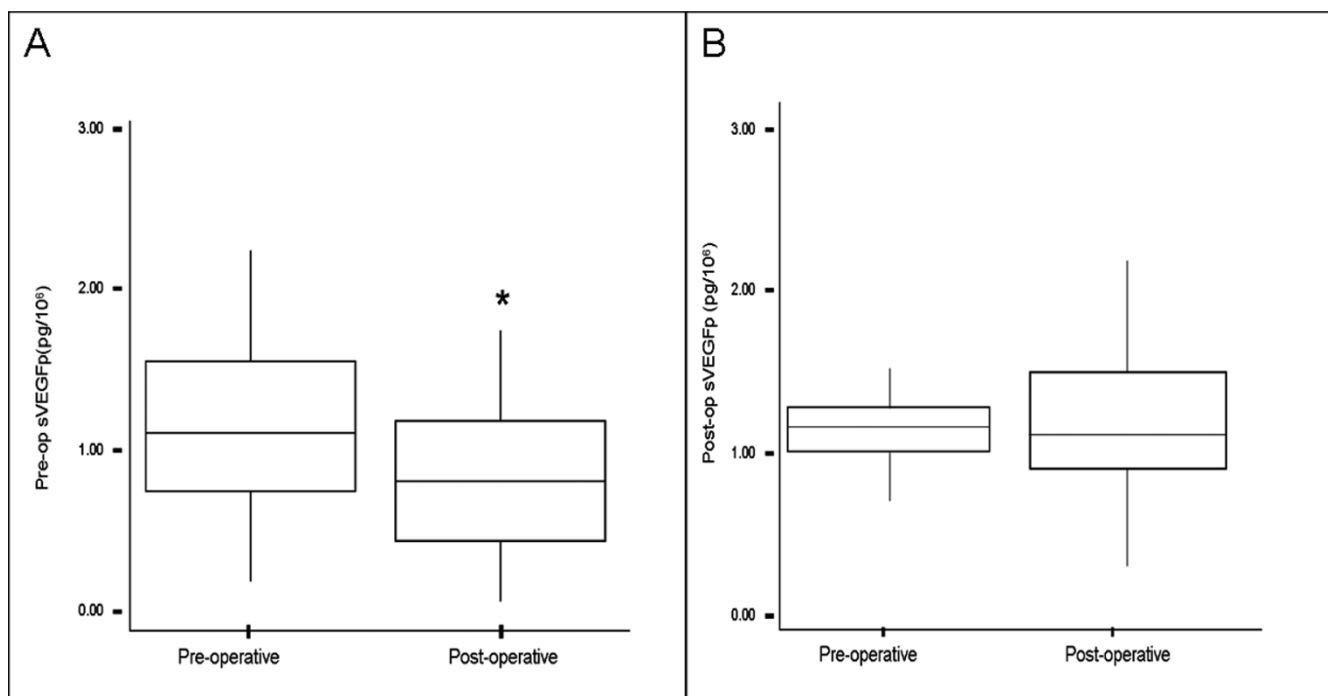 A
Pre-op sVEGFp(pg/10⁶)
3.00
2.00
*
1.00
0.00
Pre-operative
Post-operative
B
Post-op sVEGFp (pg/10⁶)
3.00
2.00
1.00
0.00
Pre-operative
Post-operative